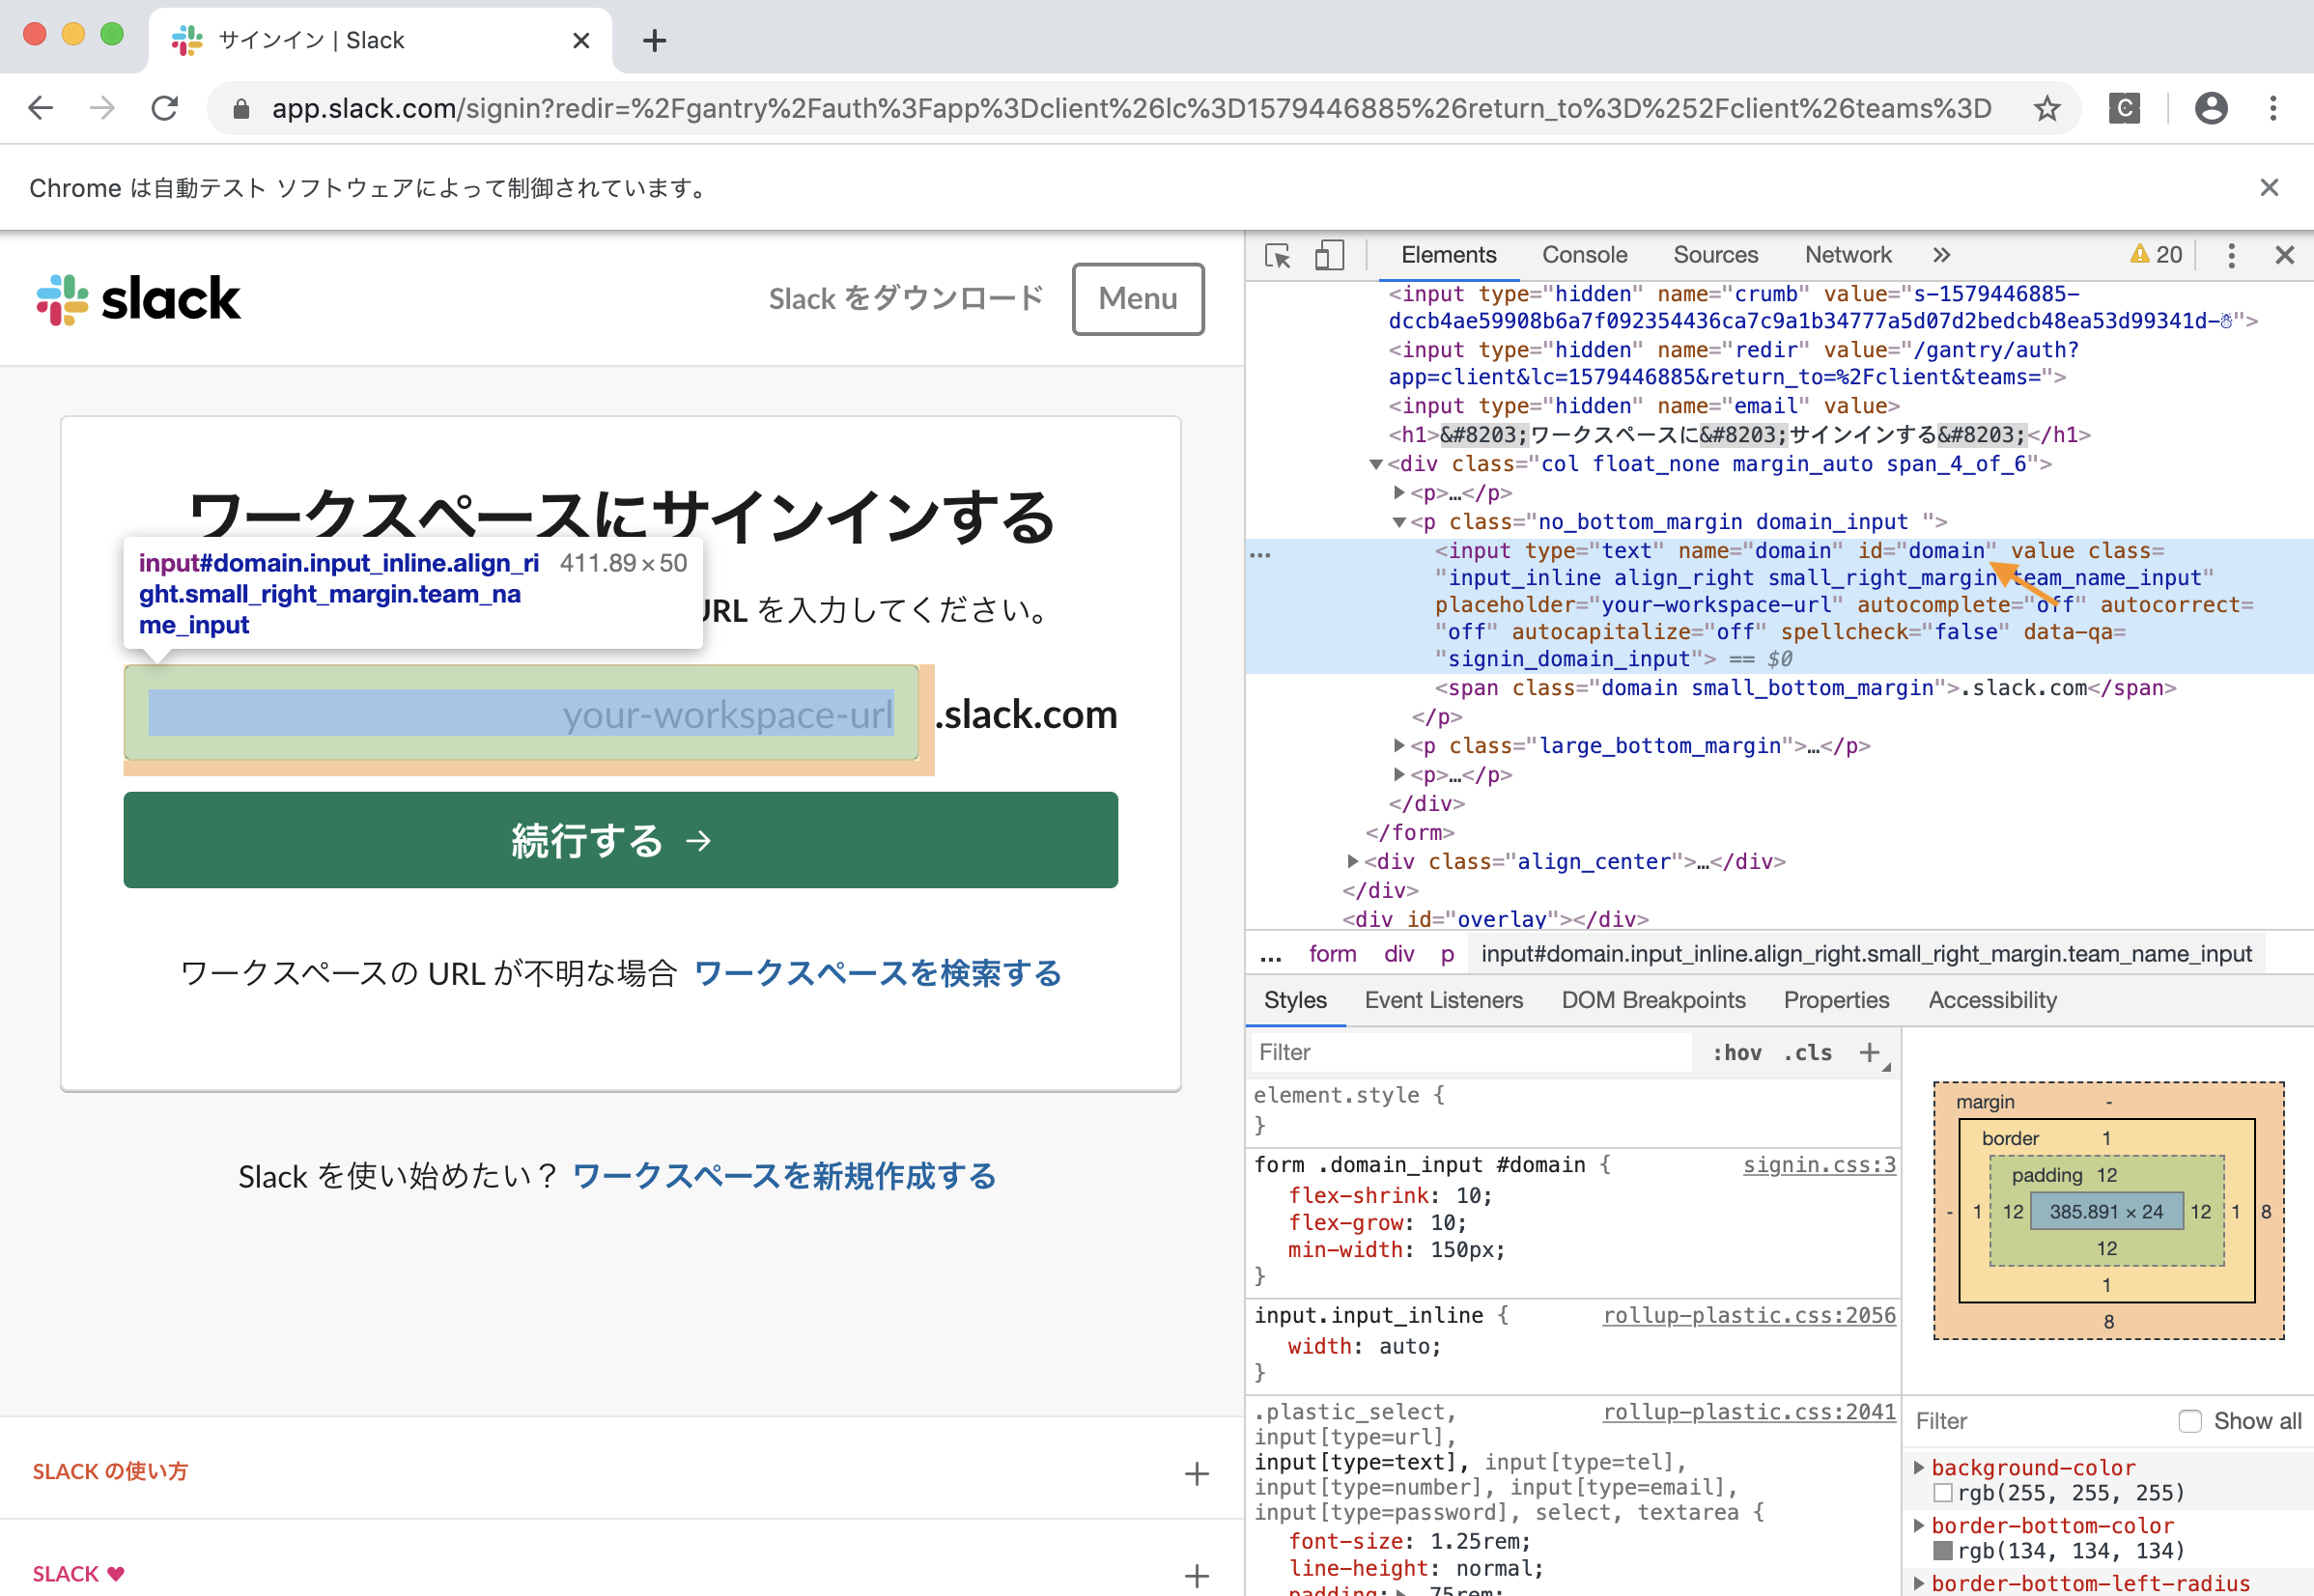 サインイン | Slack
app.slack.com/signin?redir=%2Fgantry%2Fauth%3Fapp%3Dclient%26lc%3D1579446885%26return_to%3D%252Fclient%26teams%3D
C
Chrome は自動テスト ソフトウェアによって制御されています。
slack
Slack をダウンロード
Menu
ワークスペースにサインインする
input#domain.input_inline.align_ri
ght.small_right_margin.team_na
me_input
411.89×50
URL を入力してください。
your-workspace-url
.slack.com
続行する →
ワークスペースの URL が不明な場合 ワークスペースを検索する
Slack を使い始めたい？ ワークスペースを新規作成する
SLACK の使い方
SLACK ♥
Elements Console Sources Network » 20
<input type="hidden" name="crumb" value="s-1579446885-
dccb4ae59908b6a7f092354436ca7c9a1b34777a5d07d2bedcb48ea53d99341d-☃">
<input type="hidden" name="redir" value="/gantry/auth?
app=client&lc=1579446885&return_to=%2Fclient&teams=">
<input type="hidden" name="email" value>
<h1>&#8203;ワークスペースに&#8203;サインインする&#8203;</h1>
▼<div class="col float_none margin_auto span_4_of_6">
▶<p>…</p>
▼<p class="no_bottom_margin domain_input ">
<input type="text" name="domain" id="domain" value class=
"input_inline align_right small_right_margin team_name_input"
placeholder="your-workspace-url" autocomplete="off" autocorrect=
"off" autocapitalize="off" spellcheck="false" data-qa=
"signin_domain_input"> == $0
<span class="domain small_bottom_margin">.slack.com</span>
</p>
▶<p class="large_bottom_margin">…</p>
▶<p>…</p>
</div>
</form>
▶<div class="align_center">…</div>
</div>
<div id="overlay"></div>
… form div p input#domain.input_inline.align_right.small_right_margin.team_name_input
Styles Event Listeners DOM Breakpoints Properties Accessibility
Filter :hov .cls +
element.style {
}
form .domain_input #domain { signin.css:3
flex-shrink: 10;
flex-grow: 10;
min-width: 150px;
}
input.input_inline { rollup-plastic.css:2056
width: auto;
}
.plastic_select, rollup-plastic.css:2041
input[type=url],
input[type=text], input[type=tel],
input[type=number], input[type=email],
input[type=password], select, textarea {
font-size: 1.25rem;
line-height: normal;
padding:▶ .75rem;
margin -
border 1
padding 12
- 1 12 385.891 × 24 12 1 8
12
1
8
Filter Show all
▶background-color
rgb(255, 255, 255)
▶border-bottom-color
rgb(134, 134, 134)
▶border-bottom-left-radius